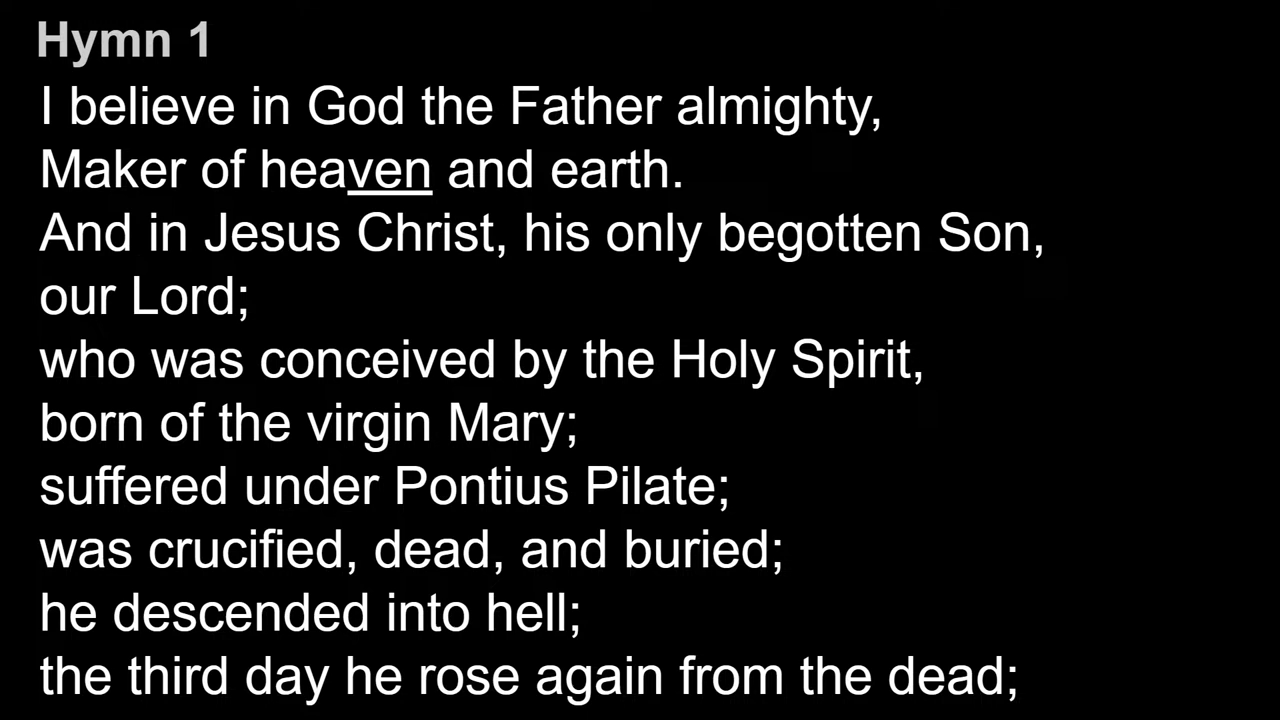 Hymn 1
I believe in God the Father almighty,
Maker of heaven and earth.
And in Jesus Christ, his only begotten Son,
our Lord;
who was conceived by the Holy Spirit,
born of the virgin Mary;
suffered under Pontius Pilate;
was crucified, dead, and buried;
he descended into hell;
the third day he rose again from the dead;